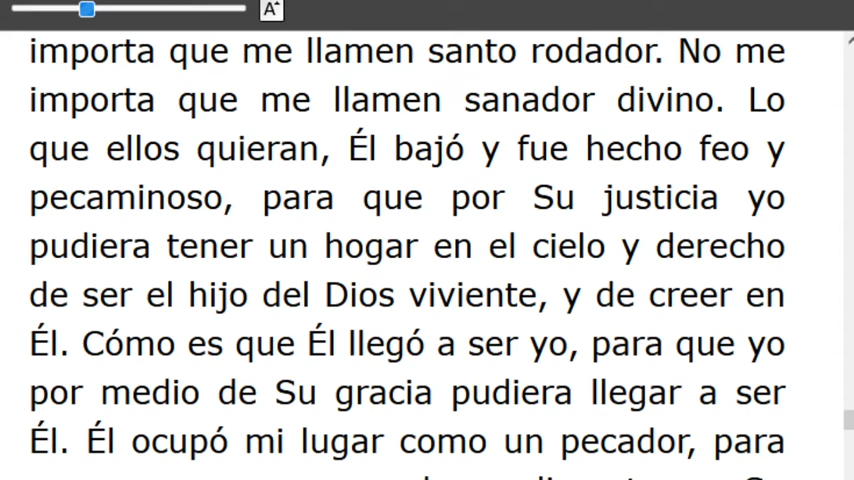 A
importa que me llamen santo rodador. No me
importa que me llamen sanador divino. Lo
que ellos quieran, Él bajó y fue hecho feo y
pecaminoso, para que por Su justicia yo
pudiera tener un hogar en el cielo y derecho
de ser el hijo del Dios viviente, y de creer en
Él. Cómo es que Él llegó a ser yo, para que yo
por medio de Su gracia pudiera llegar a ser
Él. Él ocupó mi lugar como un pecador, para